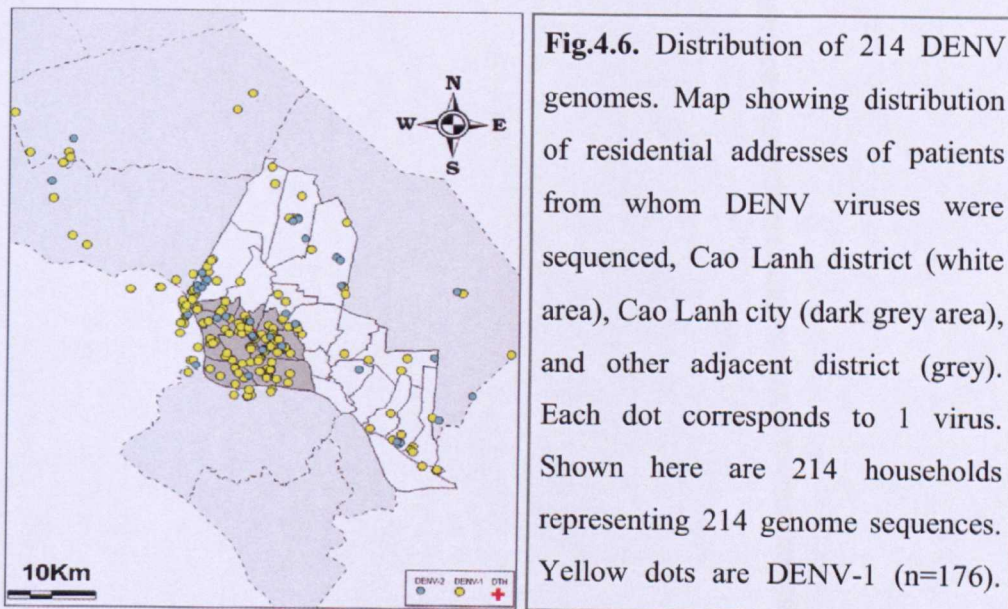 N
W E
S
10Km
DENV-2 DENV-1 DTH
Fig.4.6. Distribution of 214 DENV
genomes. Map showing distribution
of residential addresses of patients
from whom DENV viruses were
sequenced, Cao Lanh district (white
area), Cao Lanh city (dark grey area),
and other adjacent district (grey).
Each dot corresponds to 1 virus.
Shown here are 214 households
representing 214 genome sequences.
Yellow dots are DENV-1 (n=176).